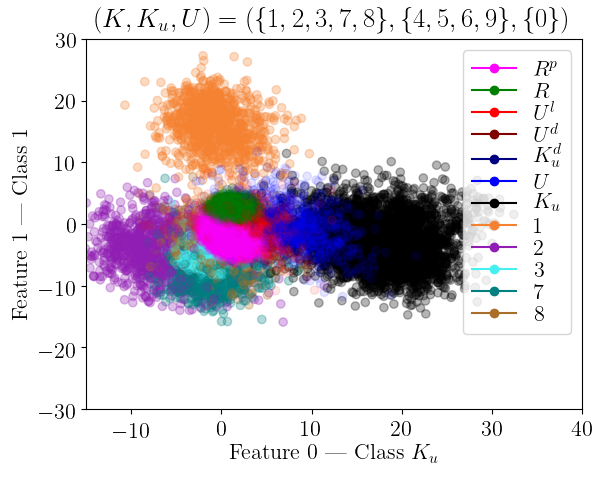 (K, K_u, U) = ({1, 2, 3, 7, 8}, {4, 5, 6, 9}, {0})
30
20
10
0
−10
−20
−30
Feature 1 — Class 1
−10
0
10
20
30
40
Feature 0 — Class K_u
R^p
R
U^l
U^d
K_u^d
U
K_u
1
2
3
7
8